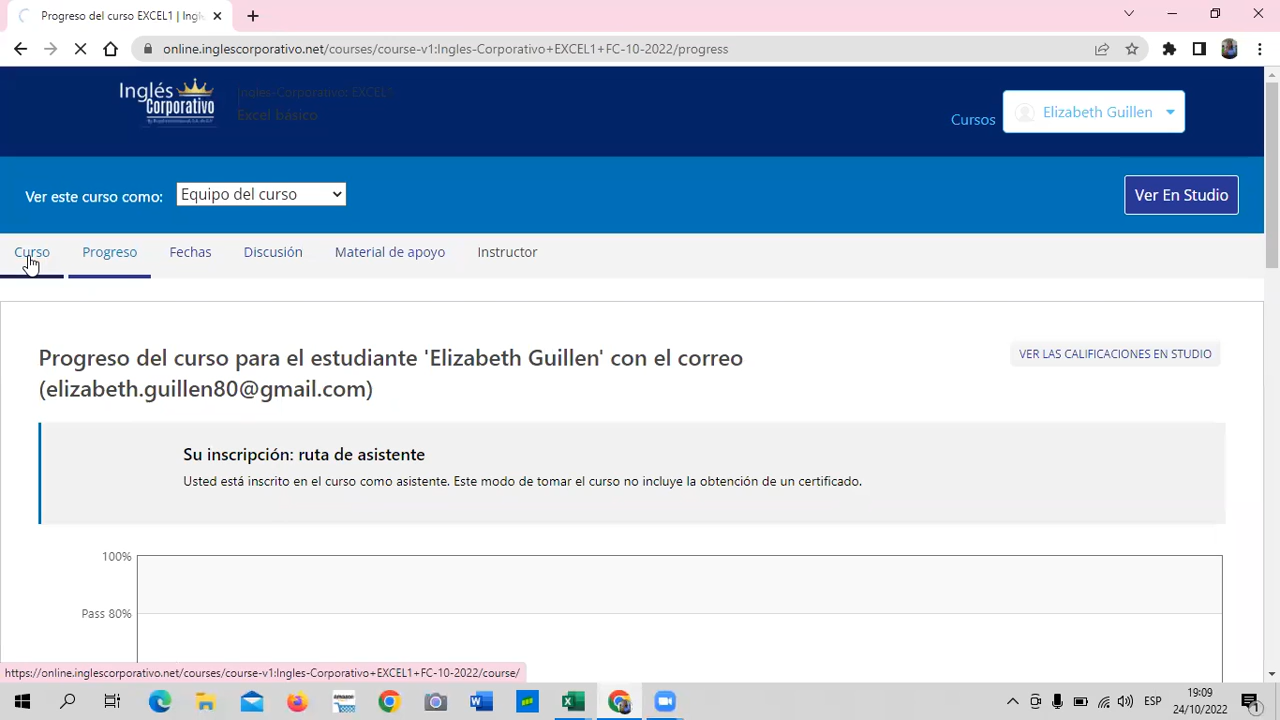 Progreso del curso EXCEL1 | Ingl
online.inglescorporativo.net/courses/course-v1:Ingles-Corporativo+EXCEL1+FC-10-2022/progress
Inglés
Corporativo
Ingles-Corporativo: EXCEL1
Excel básico
Cursos
Elizabeth Guillen
Ver este curso como:
Equipo del curso
Ver En Studio
Curso
Progreso
Fechas
Discusión
Material de apoyo
Instructor
Progreso del curso para el estudiante 'Elizabeth Guillen' con el correo
(elizabeth.guillen80@gmail.com)
VER LAS CALIFICACIONES EN STUDIO
Su inscripción: ruta de asistente
Usted está inscrito en el curso como asistente. Este modo de tomar el curso no incluye la obtención de un certificado.
100%
Pass 80%
https://online.inglescorporativo.net/courses/course-v1:Ingles-Corporativo+EXCEL1+FC-10-2022/course/
ESP
19:09
24/10/2022